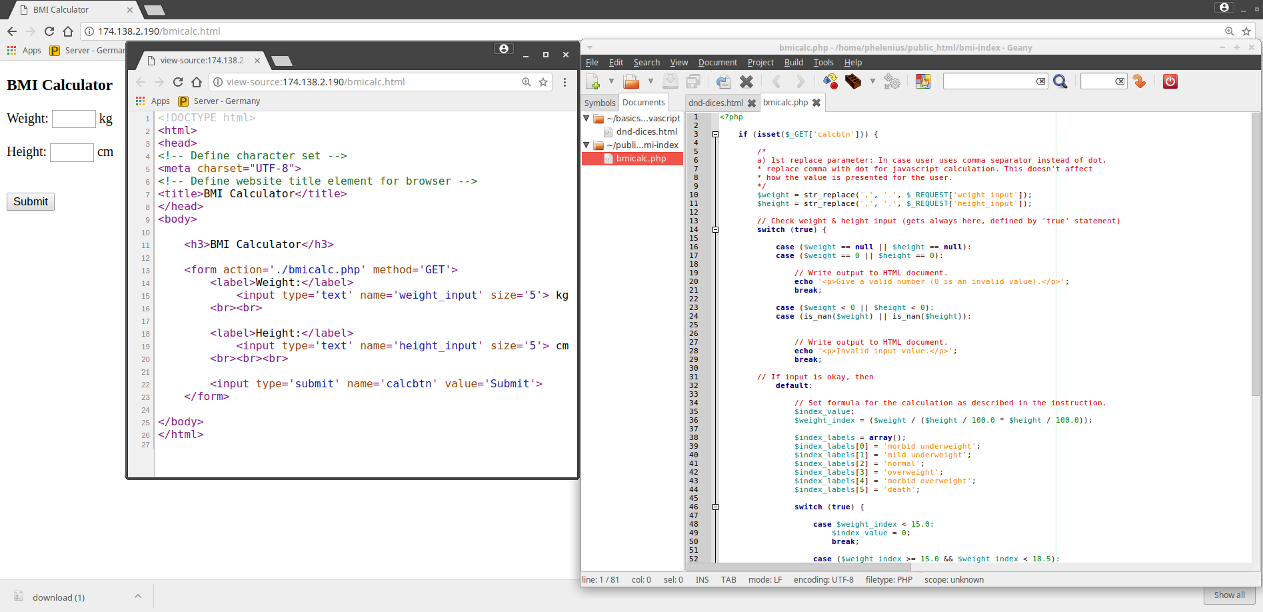 BMI Calculator
174.138.2.190/bmicalc.html
Apps
Server - German
BMI Calculator
Weight: kg
Height: cm
Submit
view-source:174.138.2
view-source:174.138.2.190/bmicalc.html
Apps
Server - Germany
1 <!DOCTYPE html>
2 <html>
3 <head>
4 <!-- Define character set -->
5 <meta charset="UTF-8">
6 <!-- Define website title element for browser -->
7 <title>BMI Calculator</title>
8 </head>
9 <body>
10
11 <h3>BMI Calculator</h3>
12
13 <form action='./bmicalc.php' method='GET'>
14 <label>Weight:</label>
15 <input type='text' name='weight_input' size='5'> kg
16 <br><br>
17
18 <label>Height:</label>
19 <input type='text' name='height_input' size='5'> cm
20 <br><br><br>
21
22 <input type='submit' name='calcbtn' value='Submit'>
23 </form>
24
25 </body>
26 </html>
27
bmicalc.php - /home/phelenius/public_html/bmi-index - Geany
File Edit Search View Document Project Build Tools Help
Symbols Documents
~/basics...vascript
dnd-dices.html
~/publi...mi-index
bmicalc.php
dnd-dices.html bmicalc.php
1 <?php
2
3 if (isset($_GET['calcbtn'])) {
4
5 /*
6 a) 1st replace parameter: In case user uses comma separator instead of dot,
7 * replace comma with dot for javascript calculation. This doesn't affect
8 * how the value is presented for the user.
9 */
10 $weight = str_replace(',', '.', $_REQUEST['weight_input']);
11 $height = str_replace(',', '.', $_REQUEST['height_input']);
12
13 // Check weight & height input (gets always here, defined by 'true' statement)
14 switch (true) {
15
16 case ($weight == null || $height == null):
17 case ($weight == 0 || $height == 0):
18
19 // Write output to HTML document.
20 echo '<p>Give a valid number (0 is an invalid value).</p>';
21 break;
22
23 case ($weight < 0 || $height < 0):
24 case (is_nan($weight) || is_nan($height)):
25
26
27 // Write output to HTML document.
28 echo '<p>Invalid input value.</p>';
29 break;
30
31 // If input is okay, then
32 default:
33
34 // Set formula for the calculation as described in the instruction.
35 $index_value;
36 $weight_index = ($weight / ($height / 100.0 * $height / 100.0));
37
38 $index_labels = array();
39 $index_labels[0] = 'morbid underweight';
40 $index_labels[1] = 'mild underweight';
41 $index_labels[2] = 'normal';
42 $index_labels[3] = 'overweight';
43 $index_labels[4] = 'morbid overweight';
44 $index_labels[5] = 'death';
45
46 switch (true) {
47
48 case $weight_index < 15.0:
49 $index_value = 0;
50 break;
51
52 case ($weight_index >= 15.0 && $weight_index < 18.5):
line: 1 / 81 col: 0 sel: 0 INS TAB mode: LF encoding: UTF-8 filetype: PHP scope: unknown
download (1)
Show all